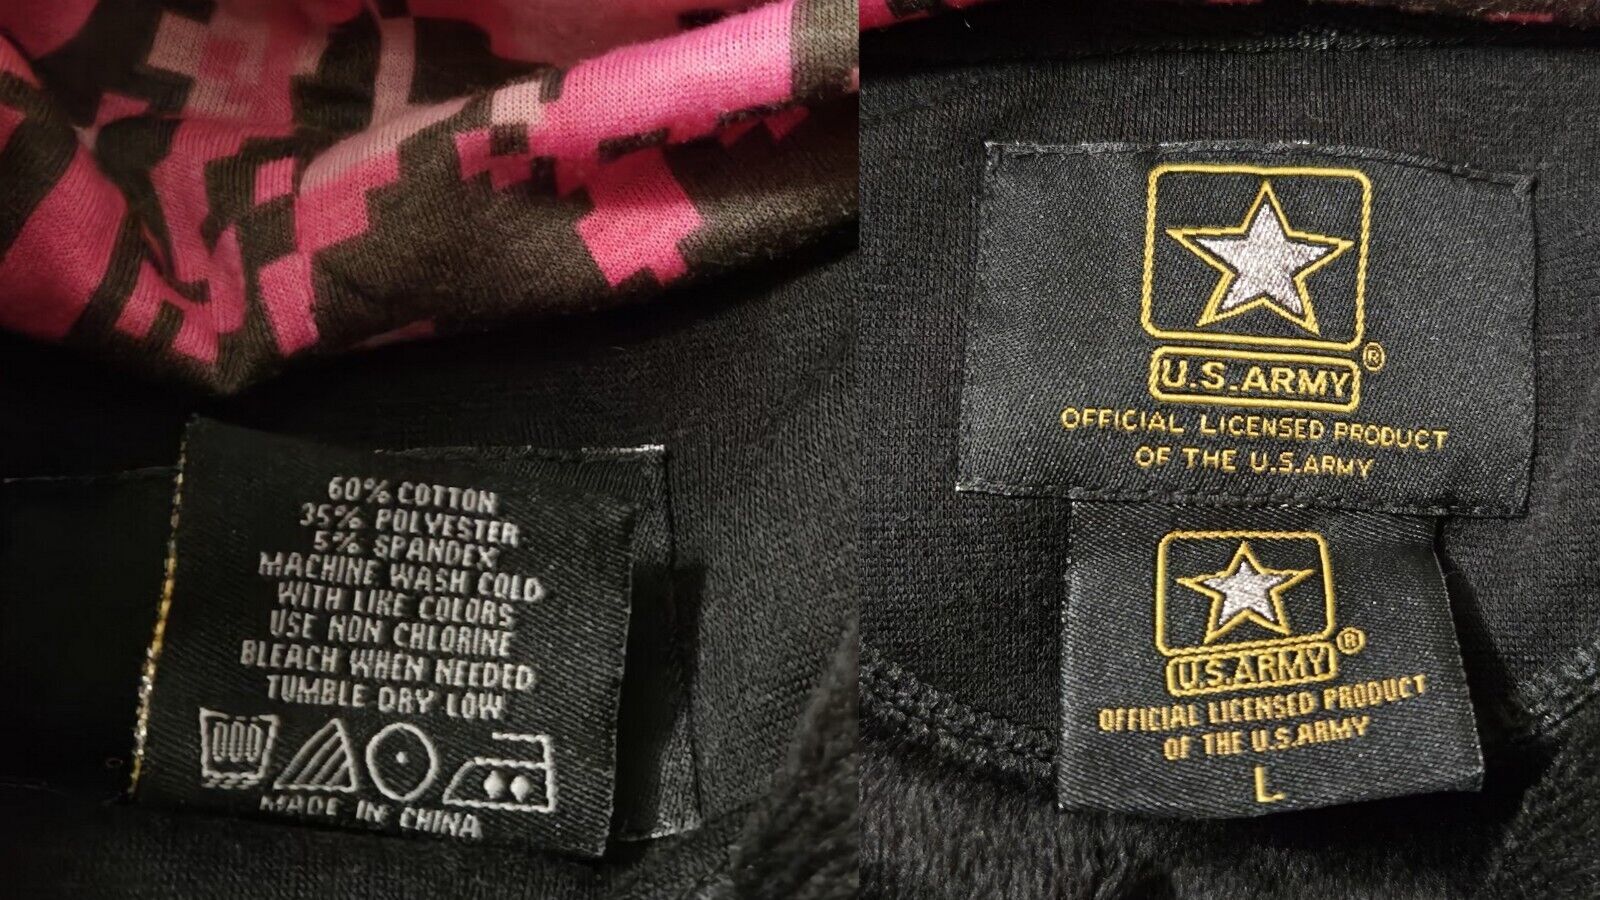 60% COTTON
35% POLYESTER
5% SPANDEX
MACHINE WASH COLD
WITH LIKE COLORS
USE NON CHLORINE
BLEACH WHEN NEEDED
TUMBLE DRY LOW
MADE IN CHINA
U.S.ARMY®
OFFICIAL LICENSED PRODUCT
OF THE U.S.ARMY
U.S.ARMY®
OFFICIAL LICENSED PRODUCT
OF THE U.S.ARMY
L